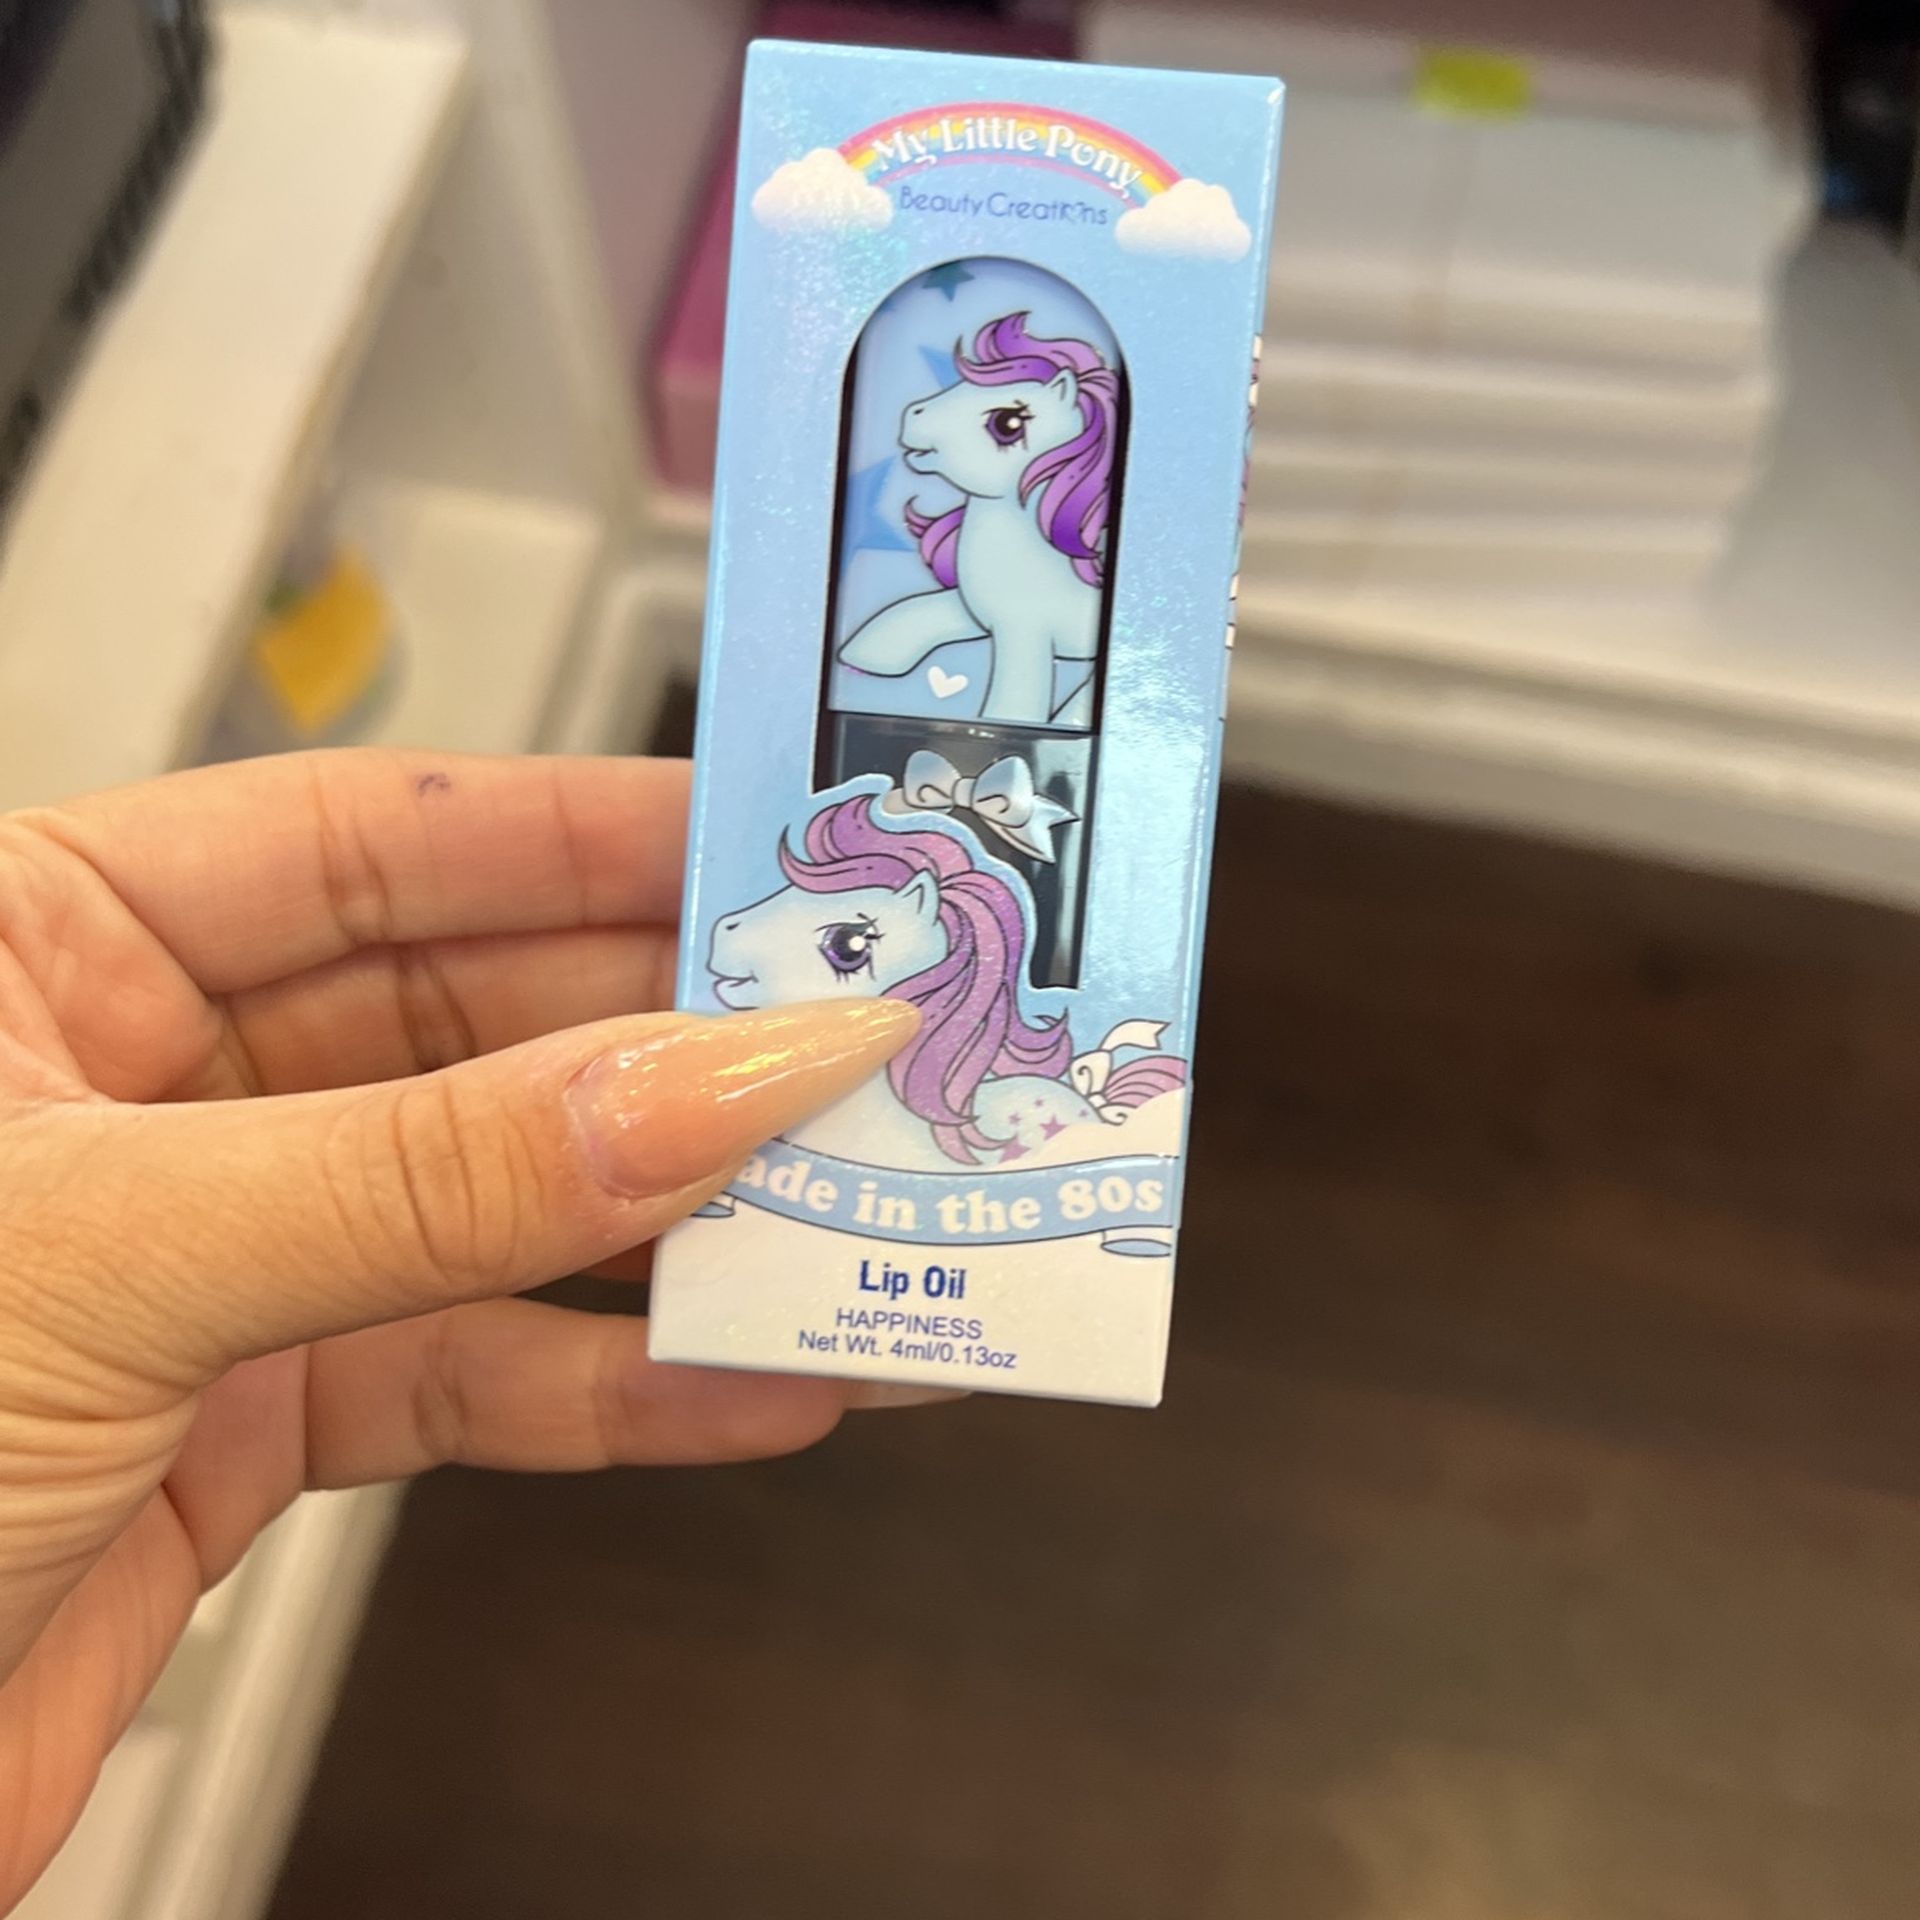 My Little Pony
Beauty Creations
ade in the 80s
Lip Oil
HAPPINESS
Net Wt. 4ml/0.13oz